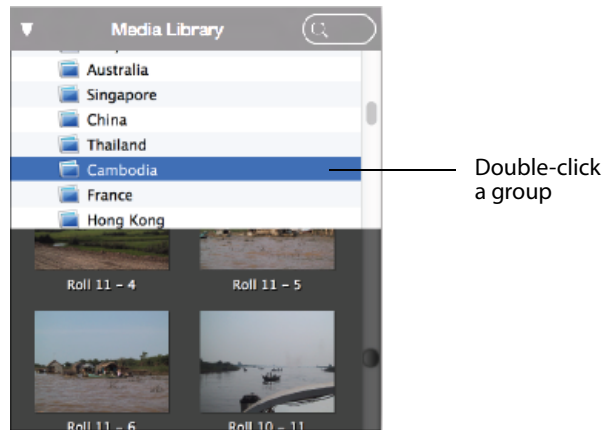 Media Library
Australia
Singapore
China
Thailand
Cambodia
France
Hong Kong
Double-click
a group
Roll 11 – 4
Roll 11 – 5
Roll 11 – 6
Roll 10 – 11